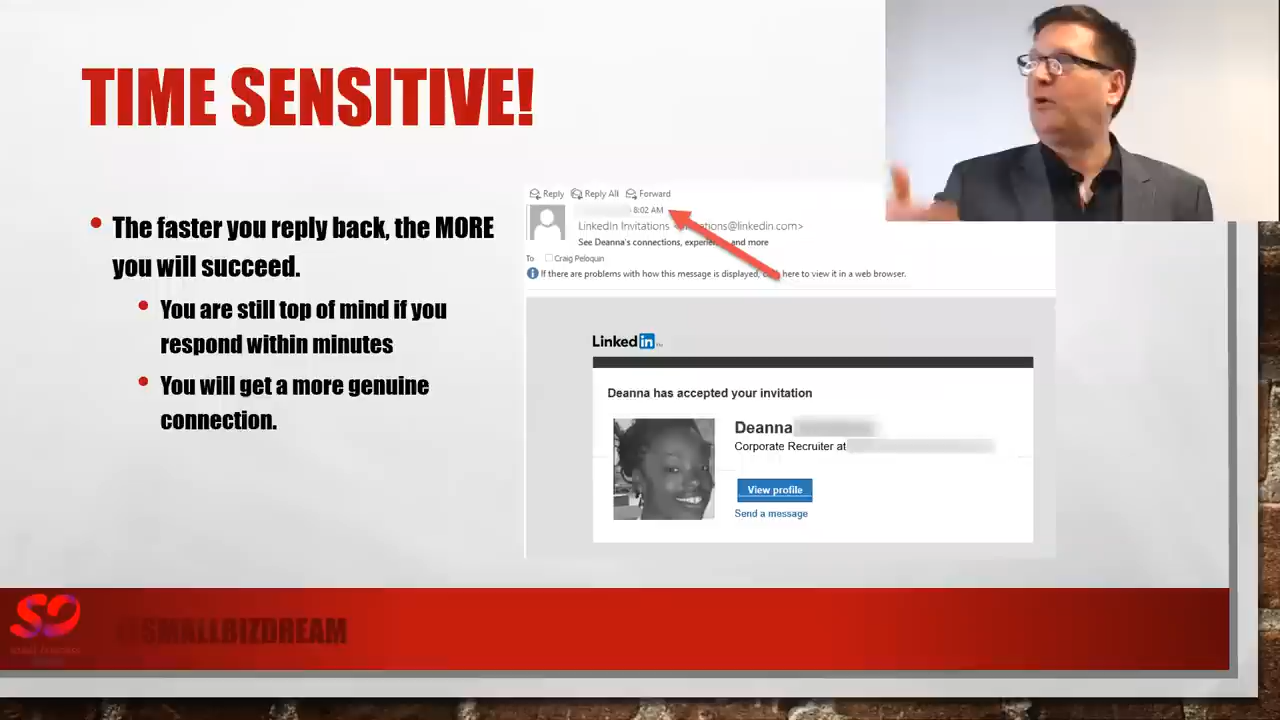 TIME SENSITIVE!
• The faster you reply back, the MORE
you will succeed.
• You are still top of mind if you
respond within minutes
• You will get a more genuine
connection.
Reply Reply All Forward
8:02 AM
LinkedIn Invitations
@linkedin.com>
See Deanna's connections, and more
To Craig Peloquin
If there are problems with how this message is displayed, here to view it in a web browser.
Linked in
Deanna has accepted your invitation
Deanna
Corporate Recruiter at
View profile
Send a message
@SMALLBIZDREAM